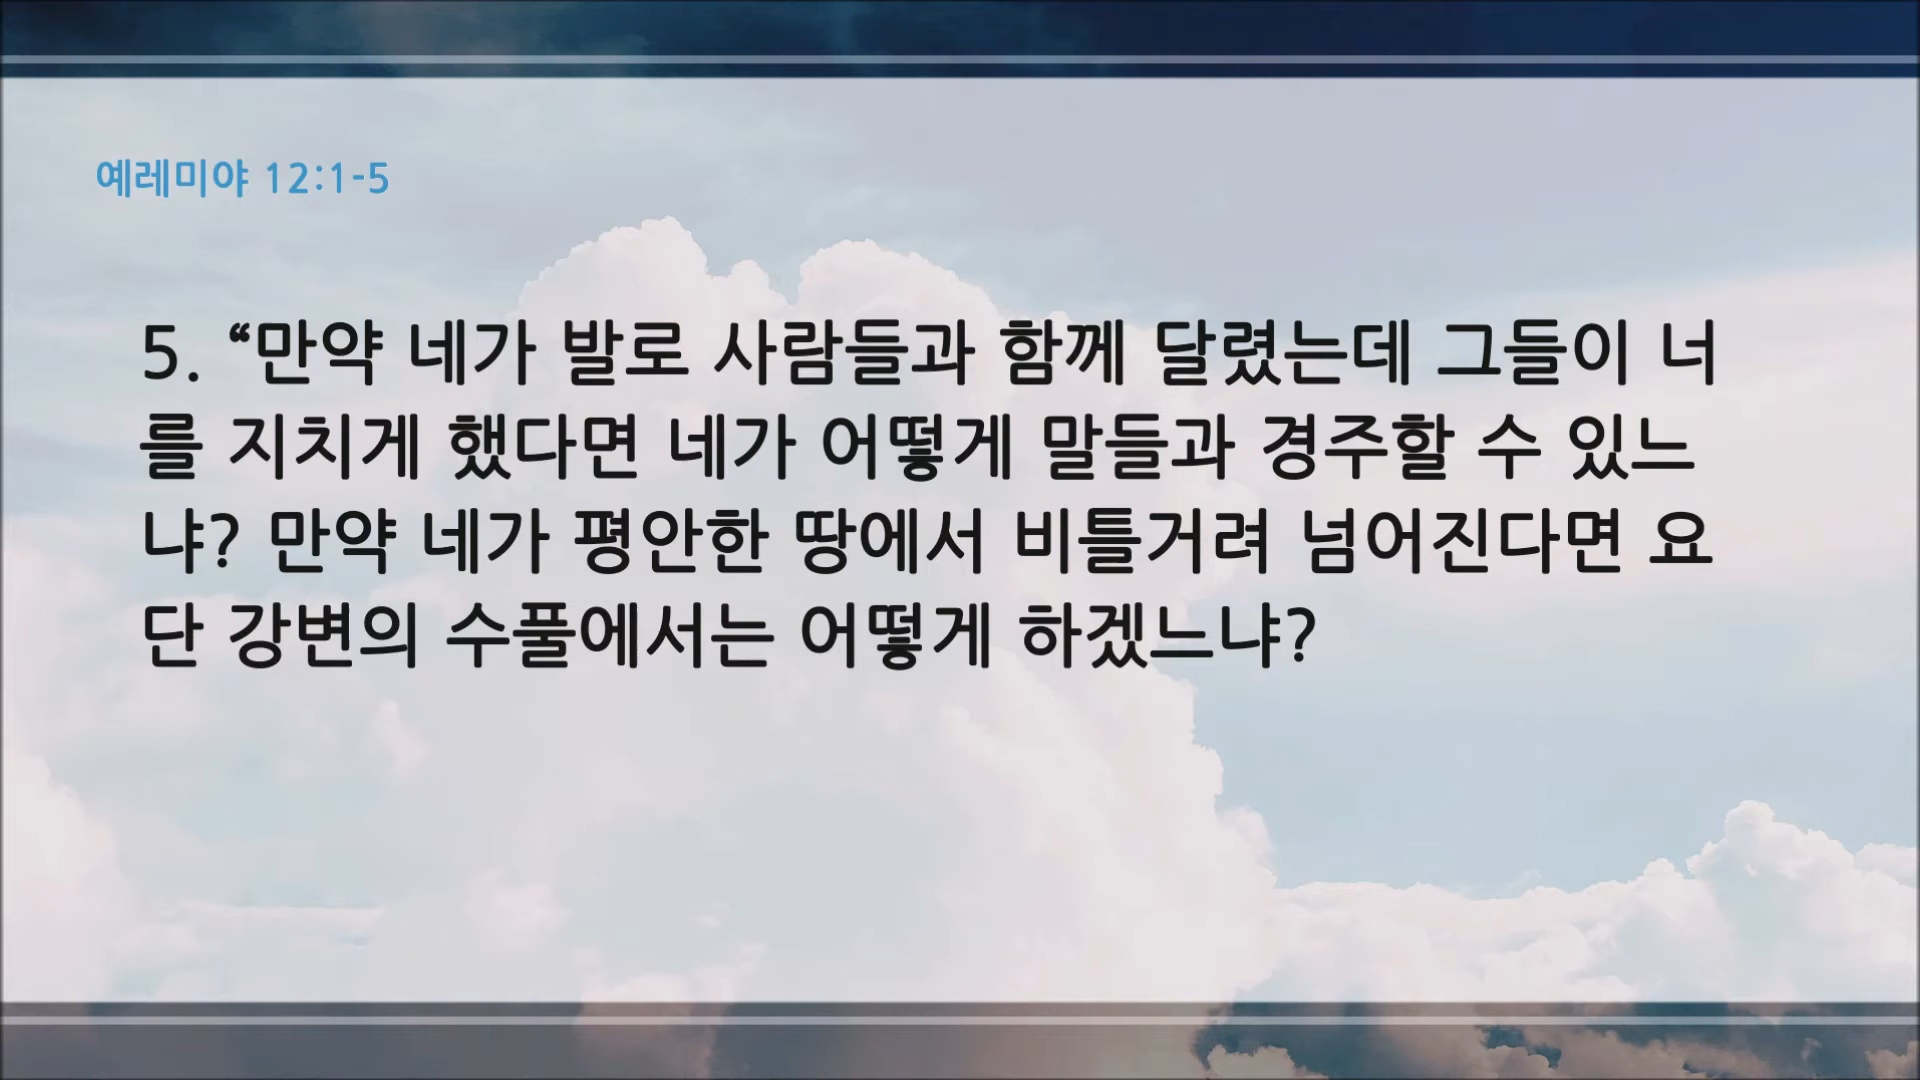 예레미야 12:1-5
5. “만약 네가 발로 사람들과 함께 달렸는데 그들이 너
를 지치게 했다면 네가 어떻게 말들과 경주할 수 있느
냐? 만약 네가 평안한 땅에서 비틀거려 넘어진다면 요
단 강변의 수풀에서는 어떻게 하겠느냐?